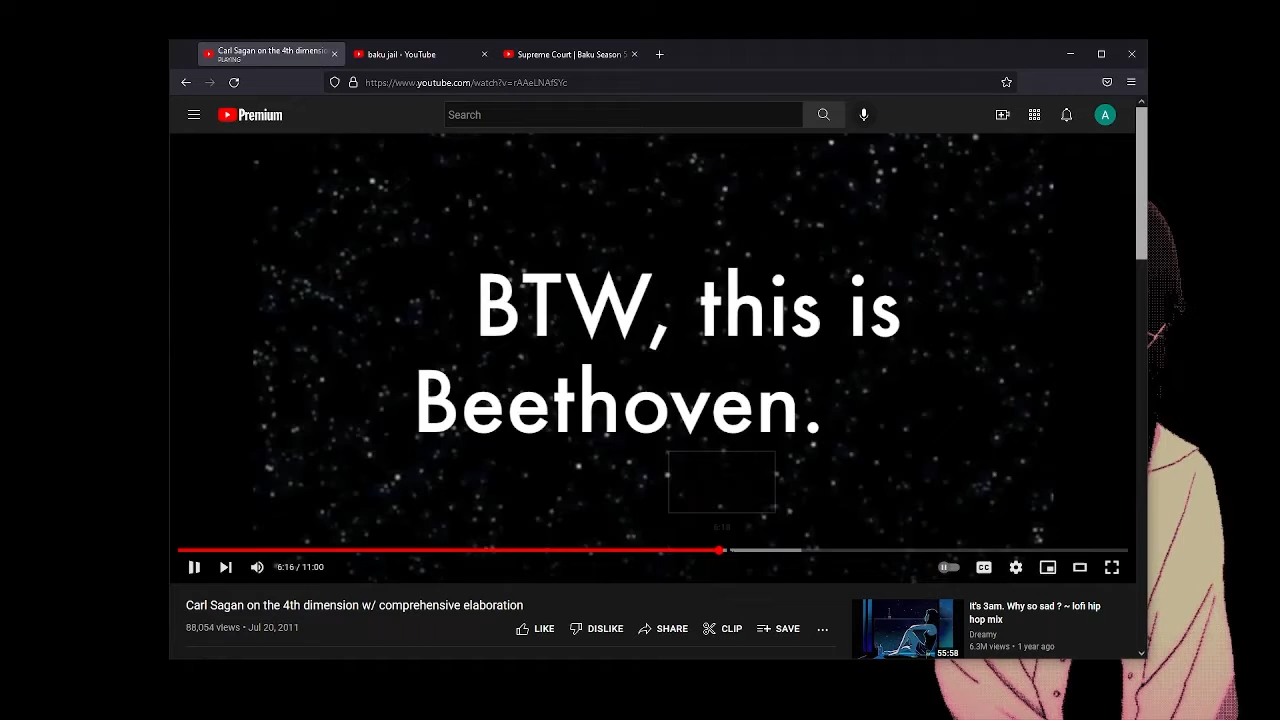 Carl Sagan on the 4th dimensio
PLAYING
baku jail - YouTube
Supreme Court | Baku Season 5
https://www.youtube.com/watch?v=rAAeLNAfSYc
Premium
Search
A
BTW, this is
Beethoven.
6:16 / 11:00
CC
Carl Sagan on the 4th dimension w/ comprehensive elaboration
88,054 views • Jul 20, 2011
LIKE
DISLIKE
SHARE
CLIP
SAVE
It's 3am. Why so sad ? ~ lofi hip
hop mix
Dreamy
6.3M views • 1 year ago
55:58